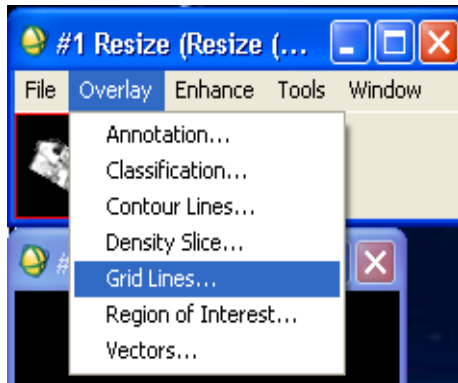 #1 Resize (Resize (...
File Overlay Enhance Tools Window
Annotation...
Classification...
Contour Lines...
Density Slice...
#
Grid Lines...
Region of Interest...
Vectors...